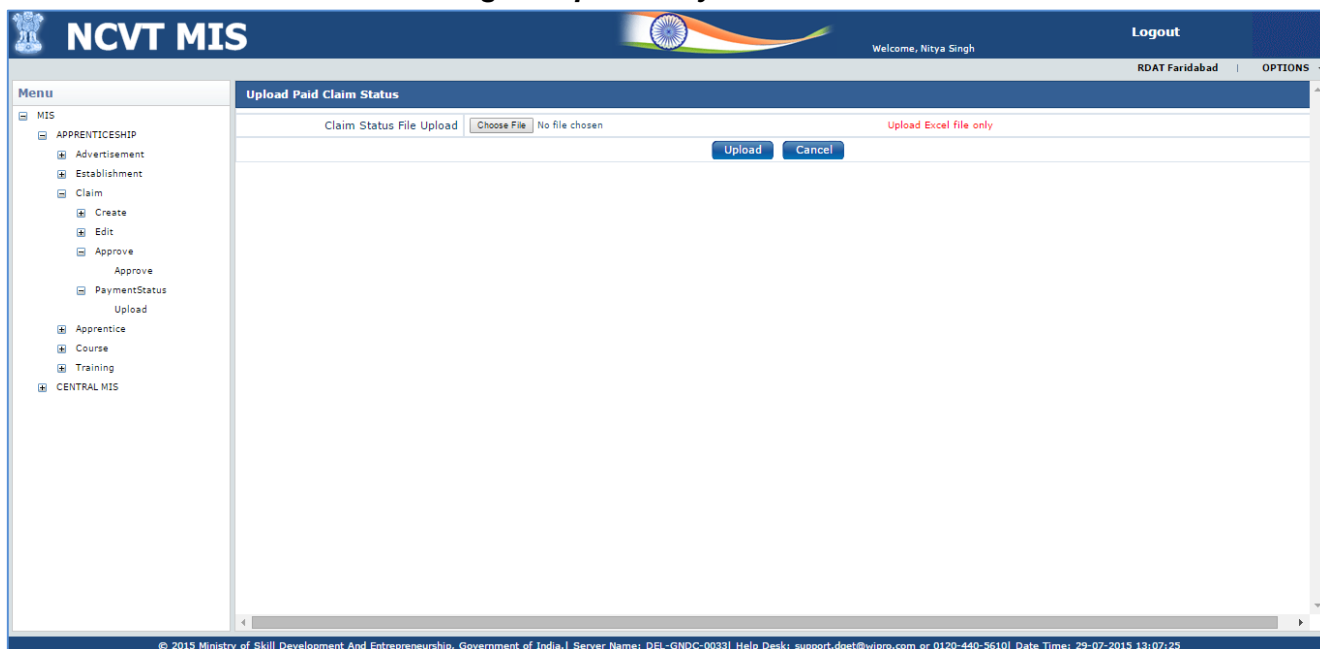 NCVT MIS
Welcome, Nitya Singh
Logout
RDAT Faridabad | OPTIONS
Menu
MIS
APPRENTICESHIP
Advertisement
Establishment
Claim
Create
Edit
Approve
Approve
PaymentStatus
Upload
Apprentice
Course
Training
CENTRAL MIS
Upload Paid Claim Status
Claim Status File Upload Choose File No file chosen Upload Excel file only
Upload Cancel
© 2015 Ministry of Skill Development And Entrepreneurship, Government of India.| Server Name: DEL-GNDC-0033| Help Desk: support.dget@wipro.com or 0120-440-5610| Date Time: 29-07-2015 13:07:25